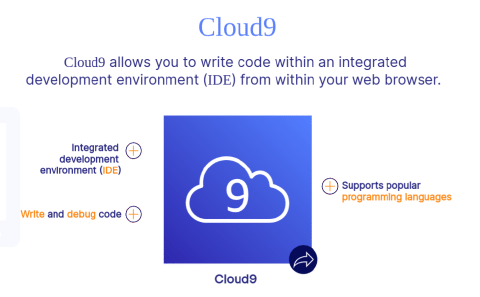 Cloud9
Cloud9 allows you to write code within an integrated
development environment (IDE) from within your web browser.
Integrated
development
environment (IDE)
Write and debug code
9
Supports popular
programming languages
Cloud9